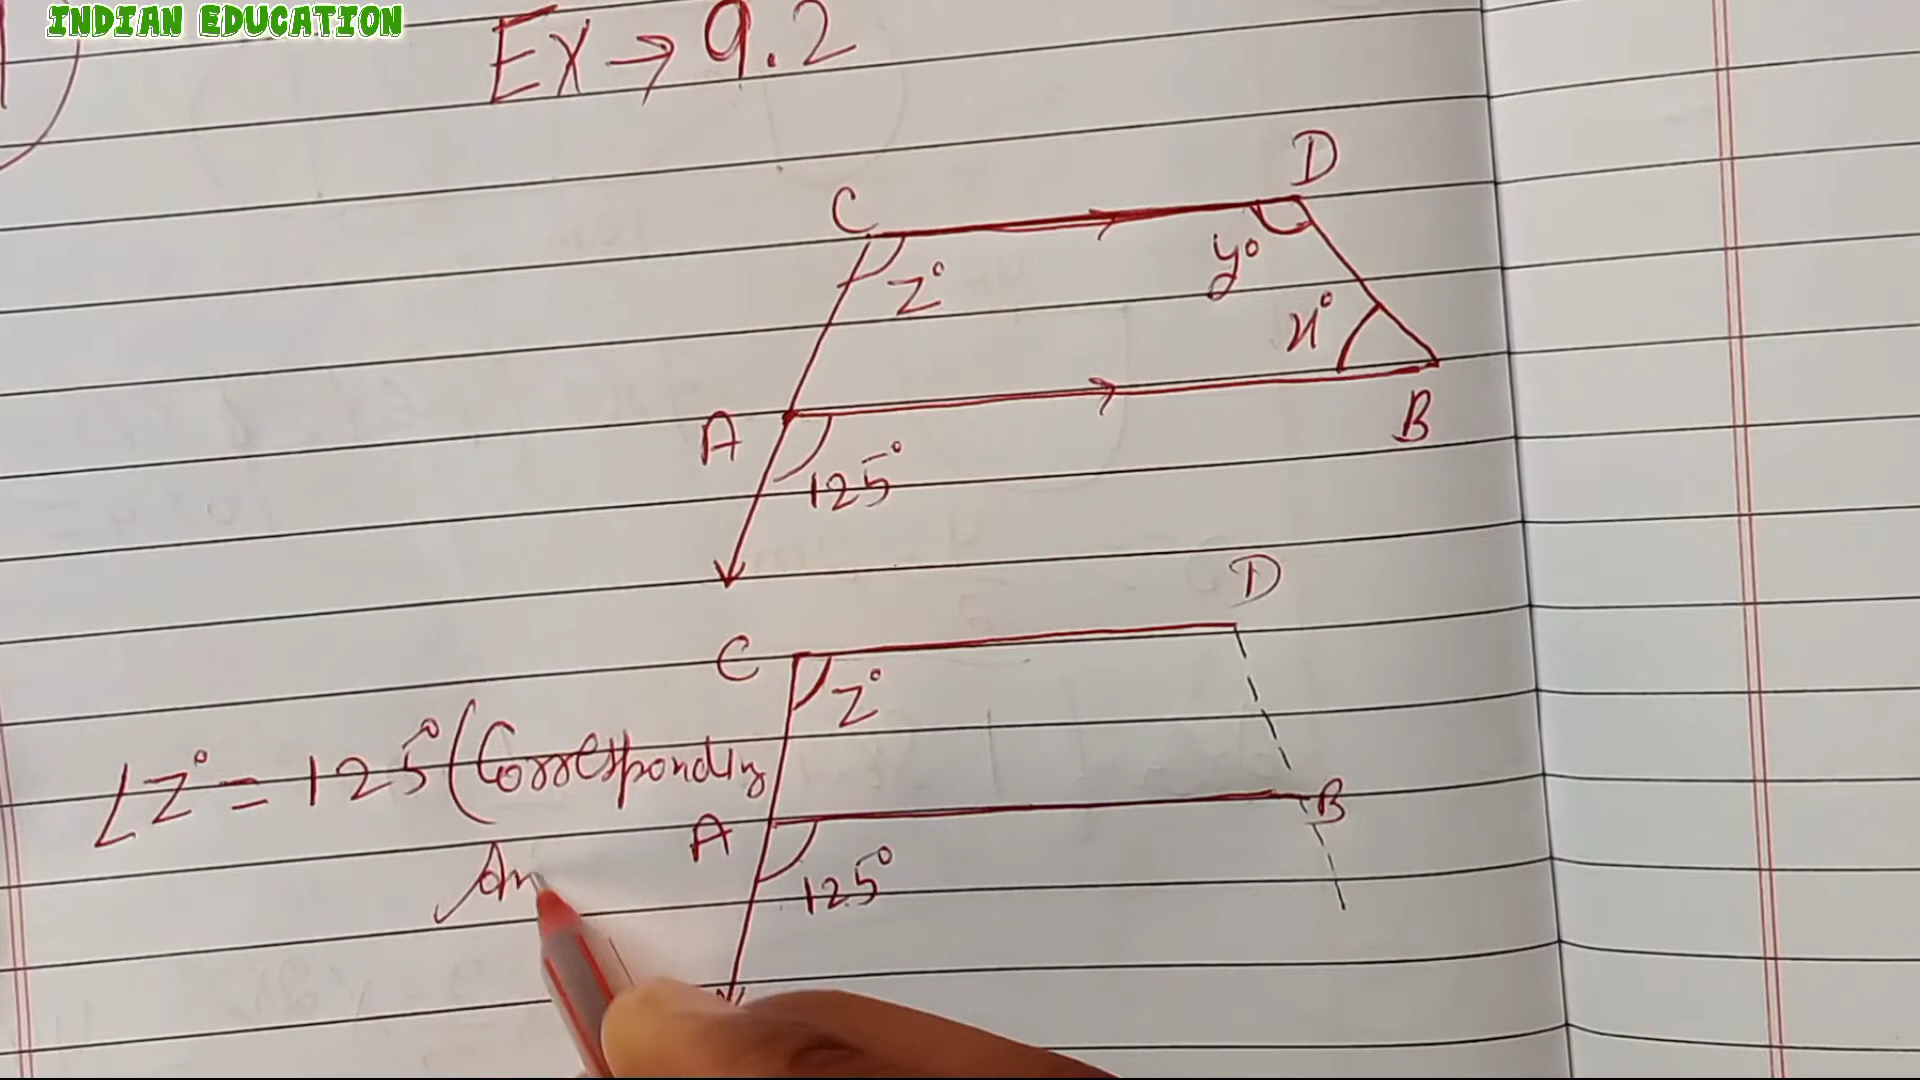 INDIAN EDUCATION
EX → 9.2
D
C
y°
z°
x°
A
B
125°
D
C
z°
∠z° = 125° (Corresponding
B
A
125°